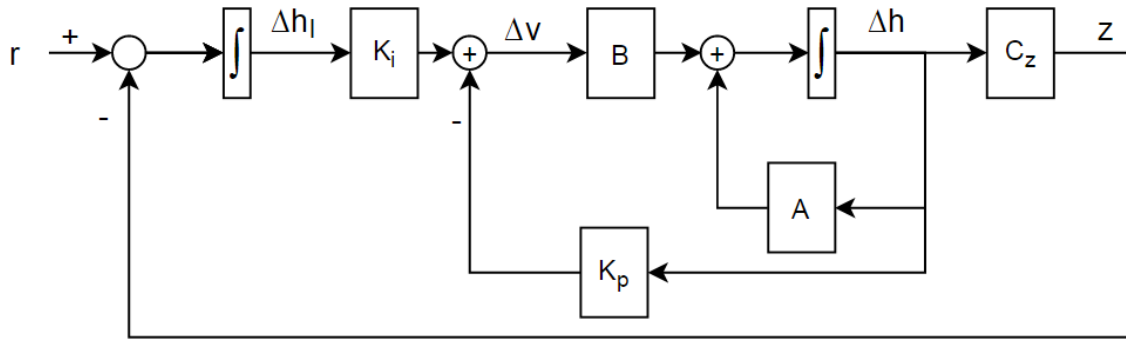 r + ∫ Δh_I K_i + Δv B + ∫ Δh C_z z
-
-
A
K_p